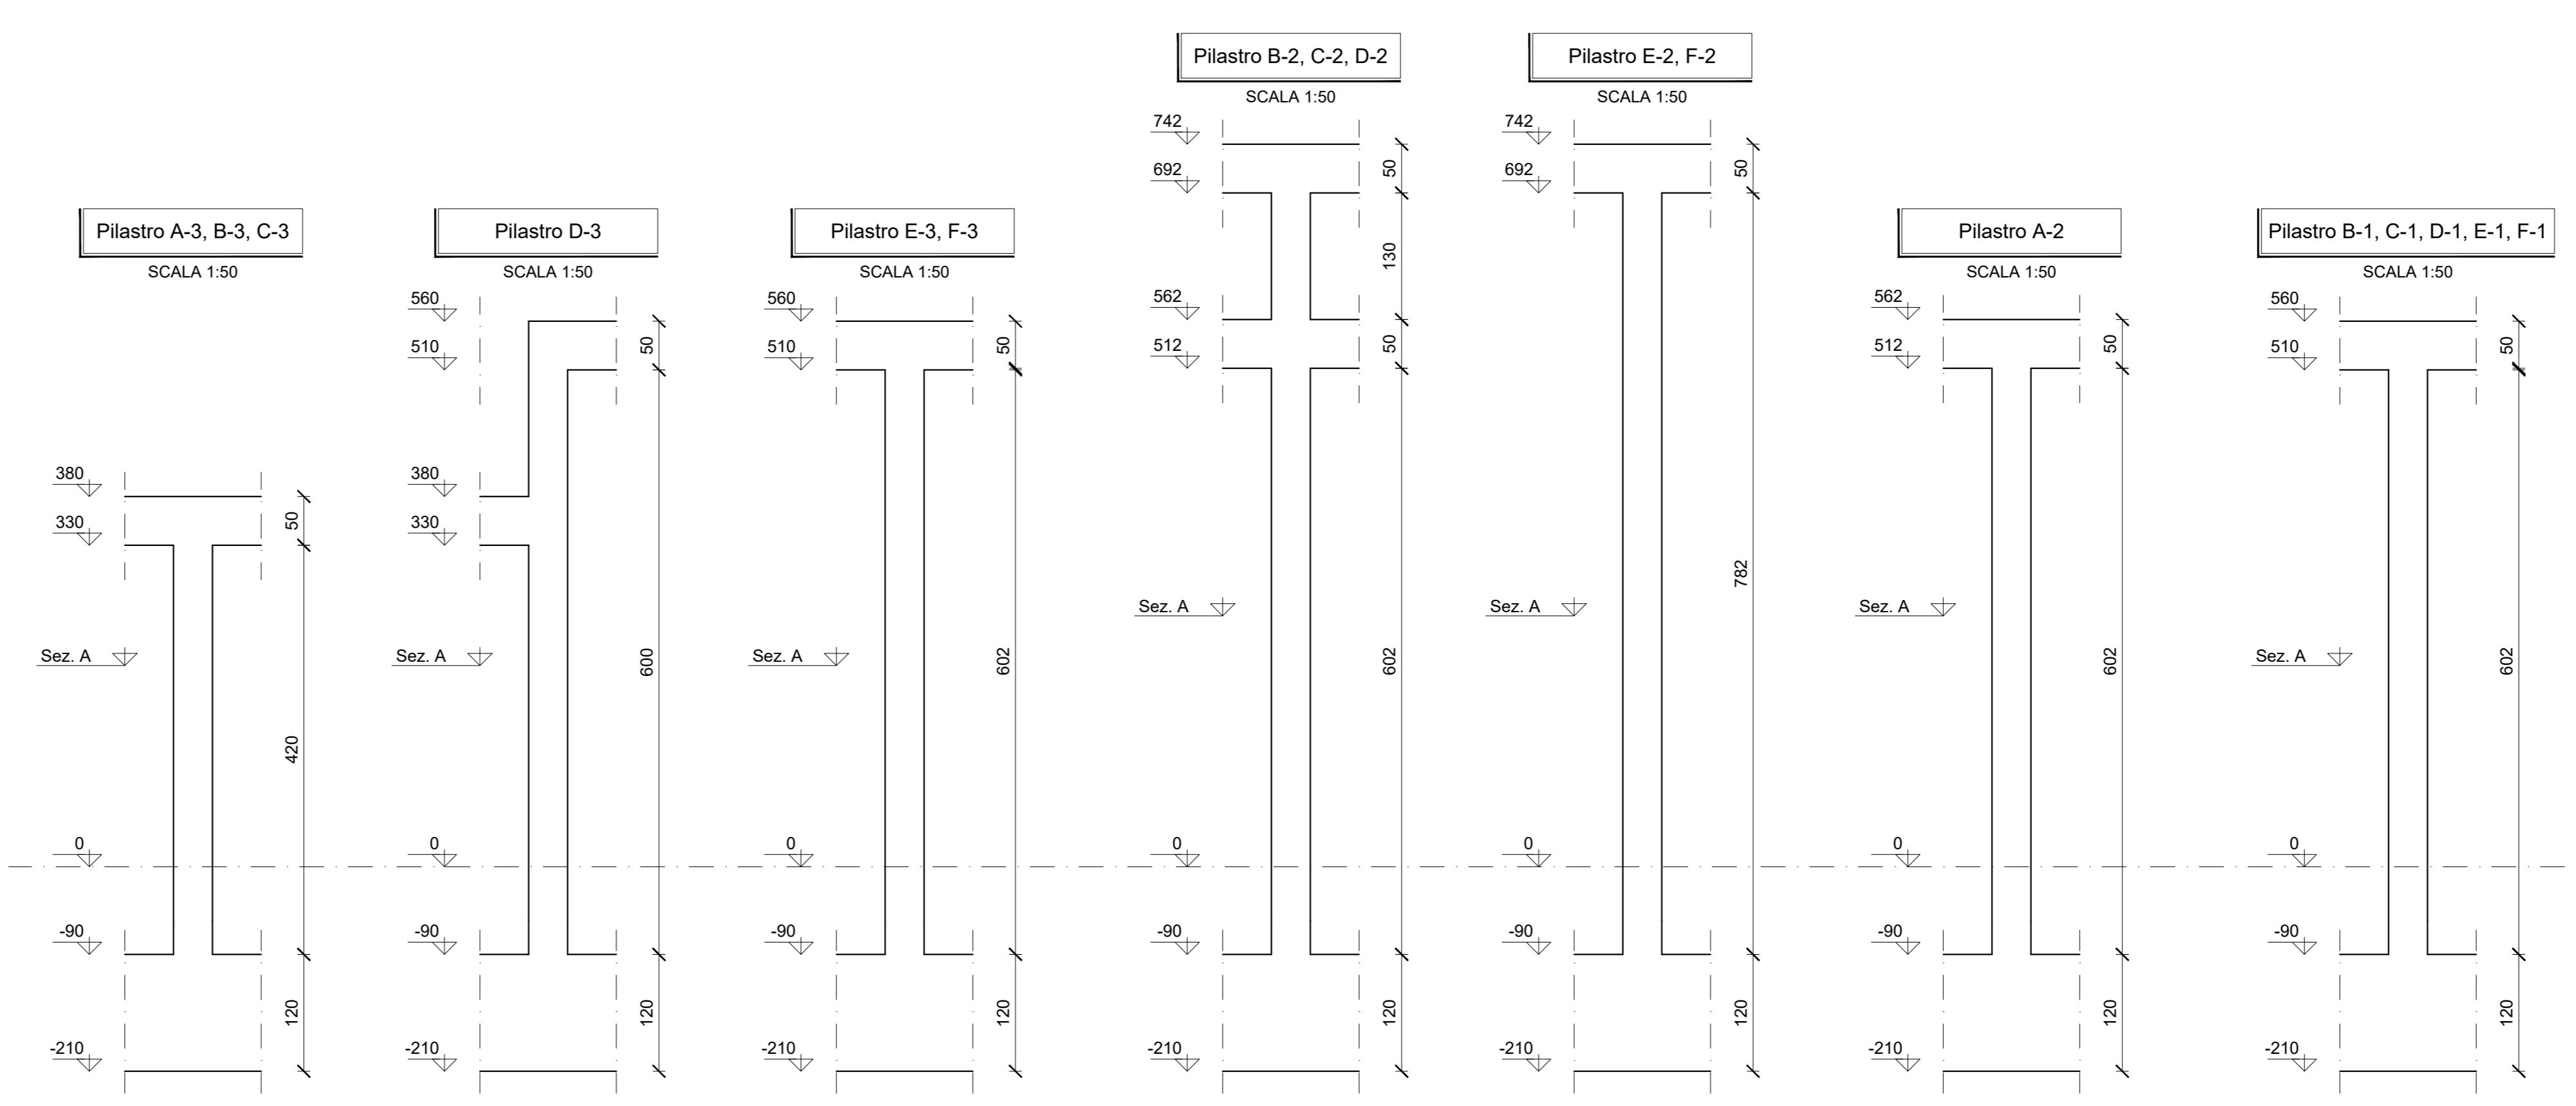 Pilastro A-3, B-3, C-3
SCALA 1:50
380
330
50
Sez. A
420
0
-90
120
-210
Pilastro D-3
SCALA 1:50
560
510
50
380
330
Sez. A
600
0
-90
120
-210
Pilastro E-3, F-3
SCALA 1:50
560
510
50
Sez. A
602
0
-90
120
-210
Pilastro B-2, C-2, D-2
SCALA 1:50
742
692
50
130
562
512
50
Sez. A
602
0
-90
120
-210
Pilastro E-2, F-2
SCALA 1:50
742
692
50
782
Sez. A
0
-90
120
-210
Pilastro A-2
SCALA 1:50
562
512
50
Sez. A
602
0
-90
120
-210
Pilastro B-1, C-1, D-1, E-1, F-1
SCALA 1:50
560
510
50
Sez. A
602
0
-90
120
-210